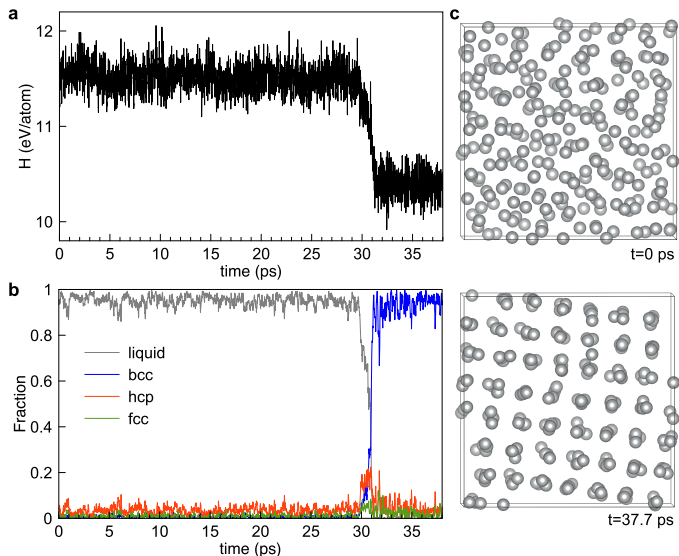 a
12
11
10
H (eV/atom)
0 5 10 15 20 25 30 35
time (ps)
b
1
0.8
0.6
0.4
0.2
0
Fraction
liquid
bcc
hcp
fcc
0 5 10 15 20 25 30 35
time (ps)
c
t=0 ps
t=37.7 ps